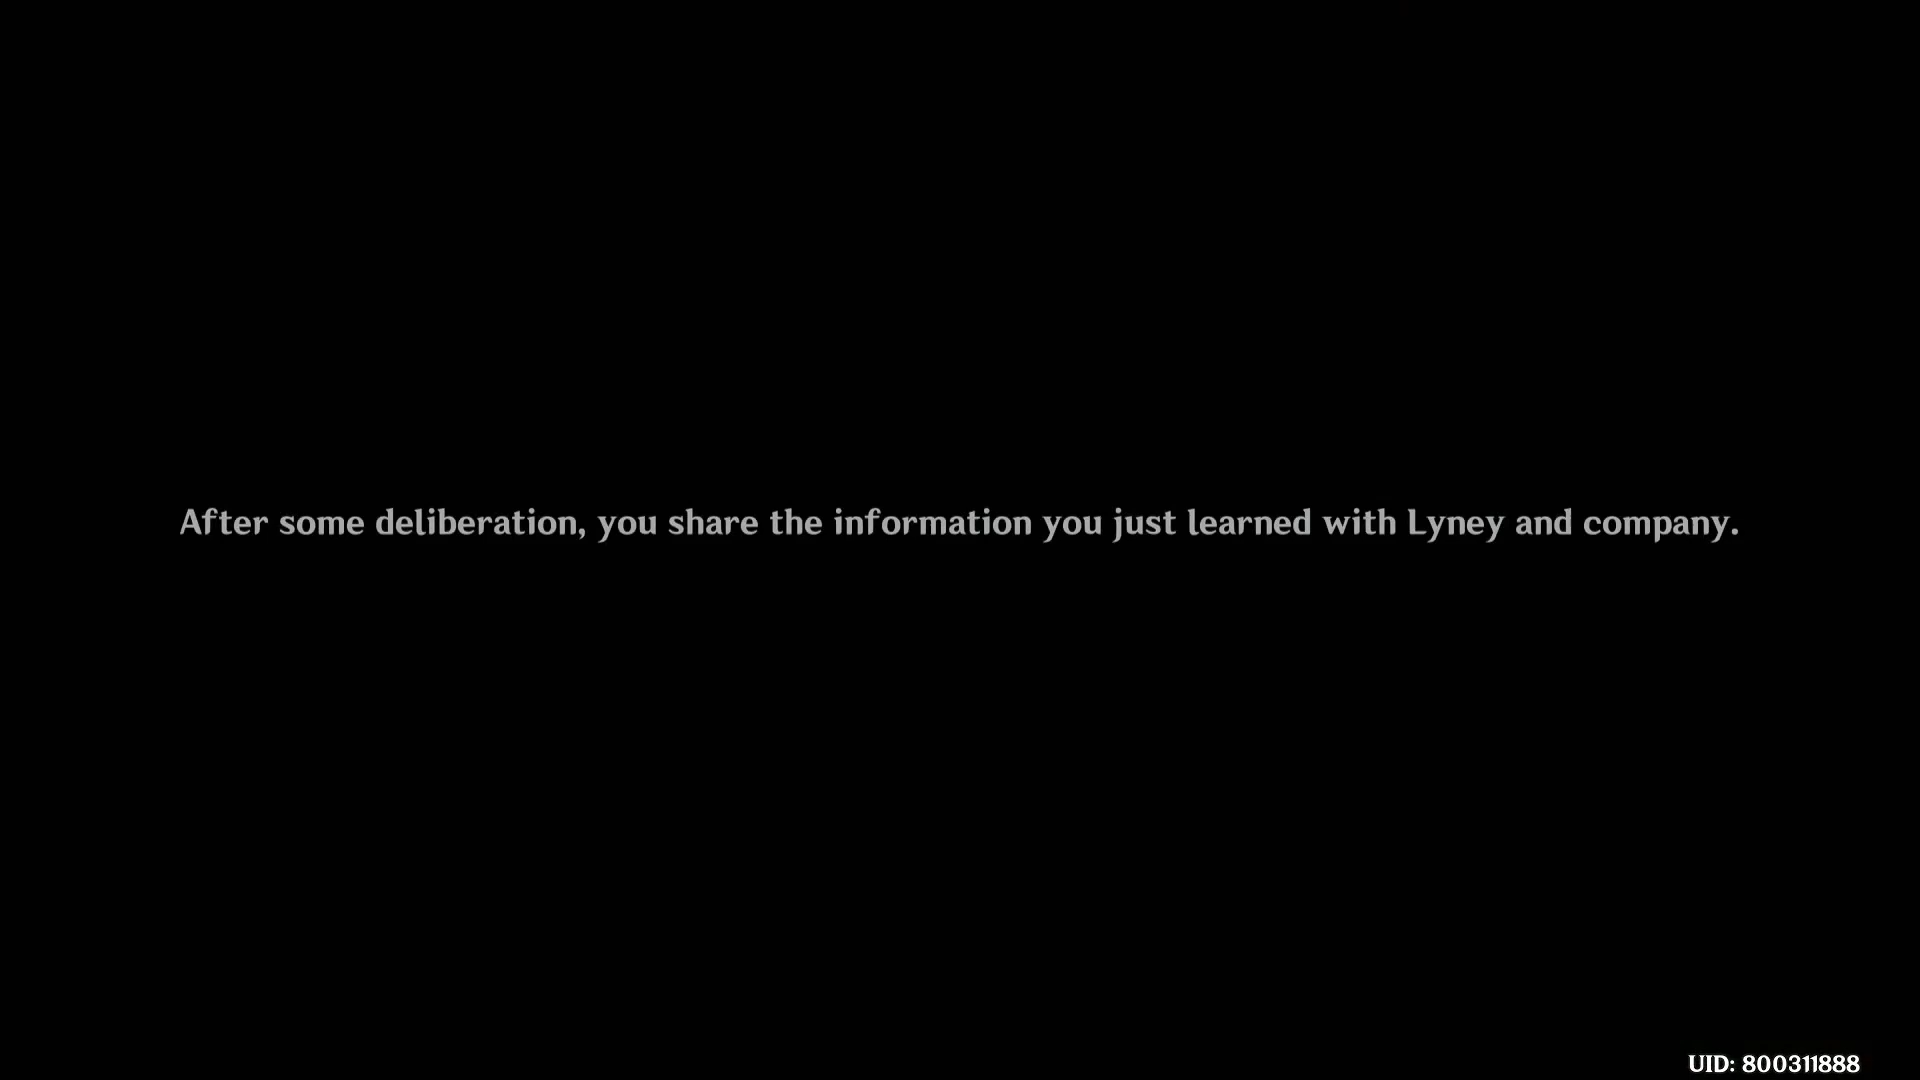 After some deliberation, you share the information you just learned with Lyney and company.
UID: 800311888